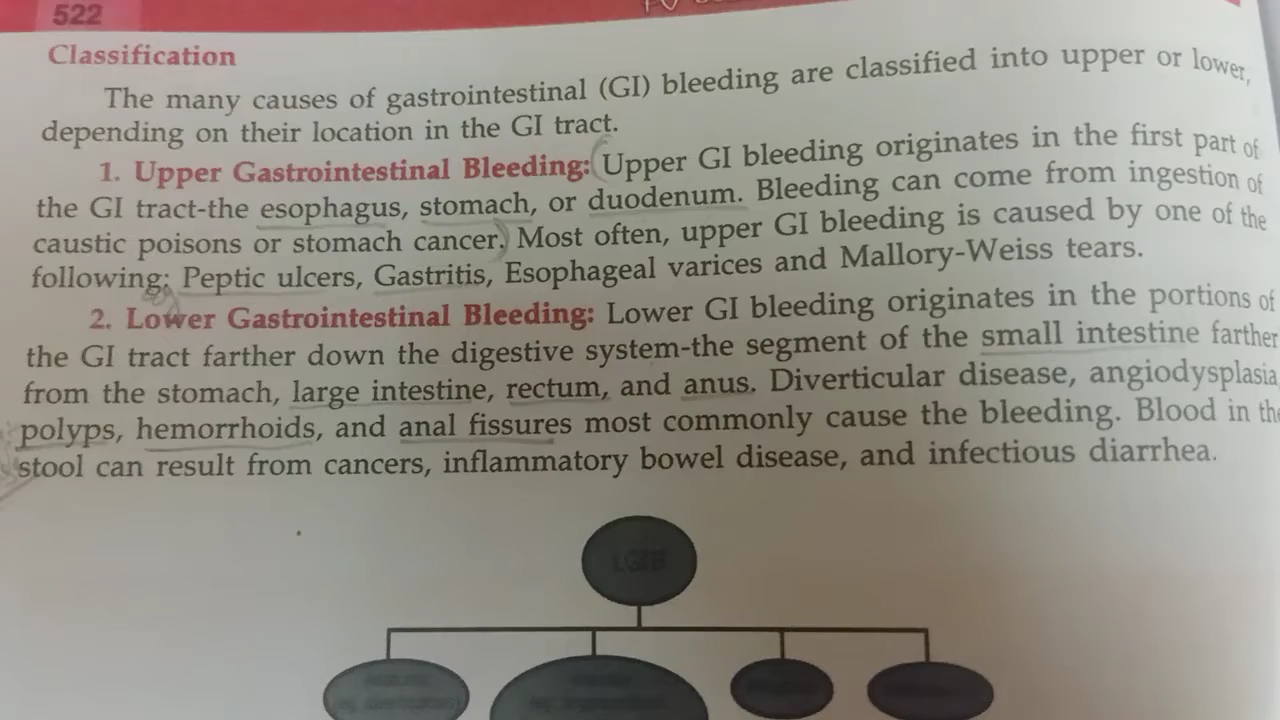 522
Classification
The many causes of gastrointestinal (GI) bleeding are classified into upper or lower,
depending on their location in the GI tract.
1. Upper Gastrointestinal Bleeding: Upper GI bleeding originates in the first part of
the GI tract-the esophagus, stomach, or duodenum. Bleeding can come from ingestion of
caustic poisons or stomach cancer. Most often, upper GI bleeding is caused by one of the
following: Peptic ulcers, Gastritis, Esophageal varices and Mallory-Weiss tears.
2. Lower Gastrointestinal Bleeding: Lower GI bleeding originates in the portions of
the GI tract farther down the digestive system-the segment of the small intestine farther
from the stomach, large intestine, rectum, and anus. Diverticular disease, angiodysplasia
polyps, hemorrhoids, and anal fissures most commonly cause the bleeding. Blood in the
stool can result from cancers, inflammatory bowel disease, and infectious diarrhea.
LGIB